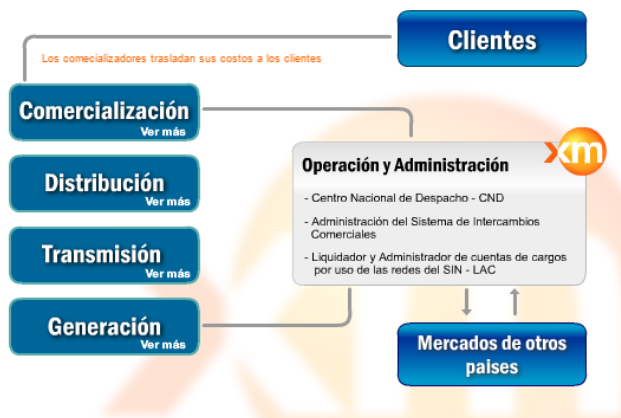 Clientes
Los comecializadores trasladan sus costos a los clientes
Comercialización
Ver más
Distribución
Ver más
Transmisión
Ver más
Generación
Ver más
xm
Operación y Administración
- Centro Nacional de Despacho - CND
- Administración del Sistema de Intercambios
Comerciales
- Liquidador y Administrador de cuentas de cargos
por uso de las redes del SIN - LAC
Mercados de otros
paises